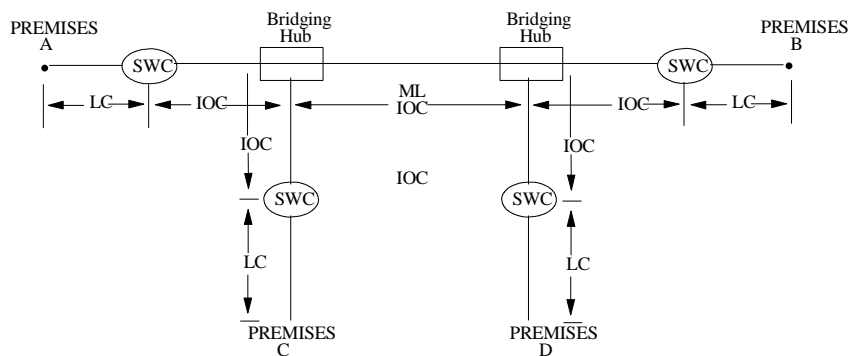 PREMISES
A
Bridging
Hub
Bridging
Hub
PREMISES
B
SWC
SWC
LC
IOC
ML
IOC
IOC
LC
IOC
IOC
IOC
SWC
SWC
LC
LC
PREMISES
C
PREMISES
D